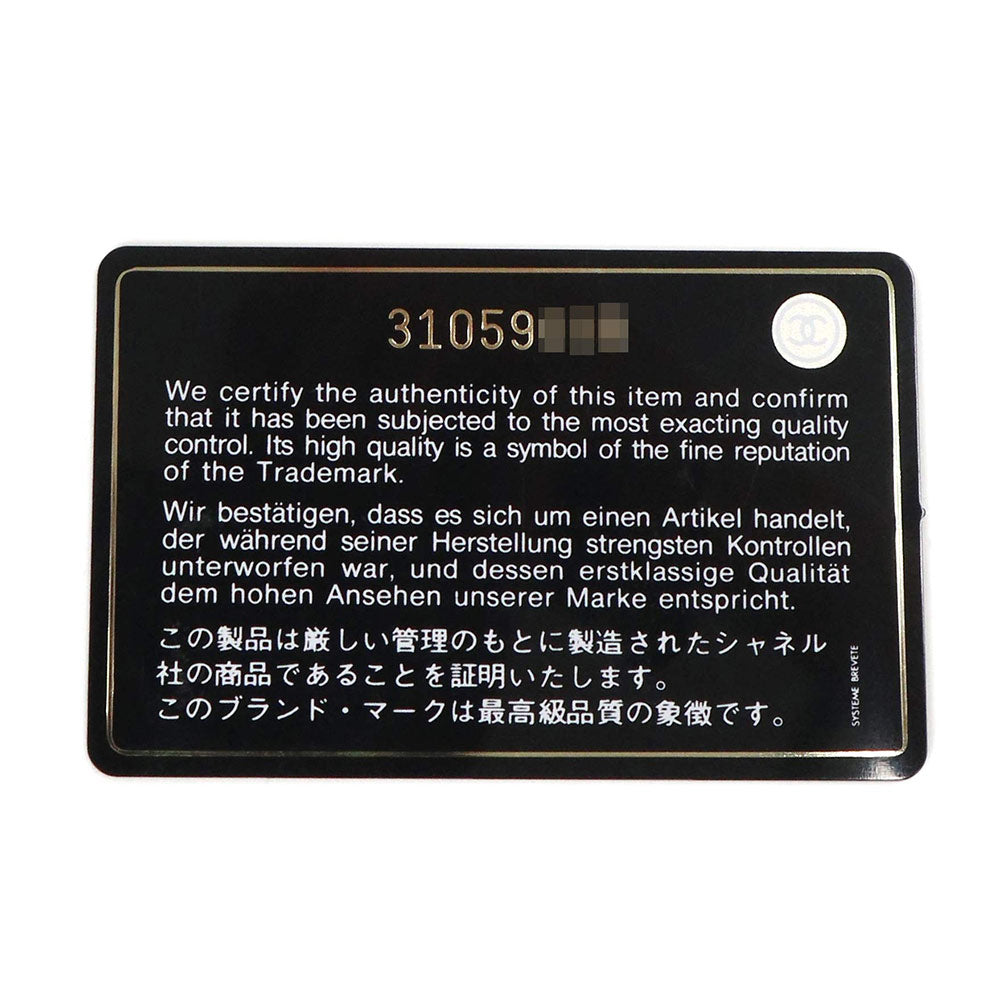 31059
We certify the authenticity of this item and confirm
that it has been subjected to the most exacting quality
control. Its high quality is a symbol of the fine reputation
of the Trademark.
Wir bestätigen, dass es sich um einen Artikel handelt,
der während seiner Herstellung strengsten Kontrollen
unterworfen war, und dessen erstklassige Qualität
dem hohen Ansehen unserer Marke entspricht.
この製品は厳しい管理のもとに製造されたシャネル
社の商品であることを証明いたします。
このブランド・マークは最高級品質の象徴です。
SYSTEME BREVETE